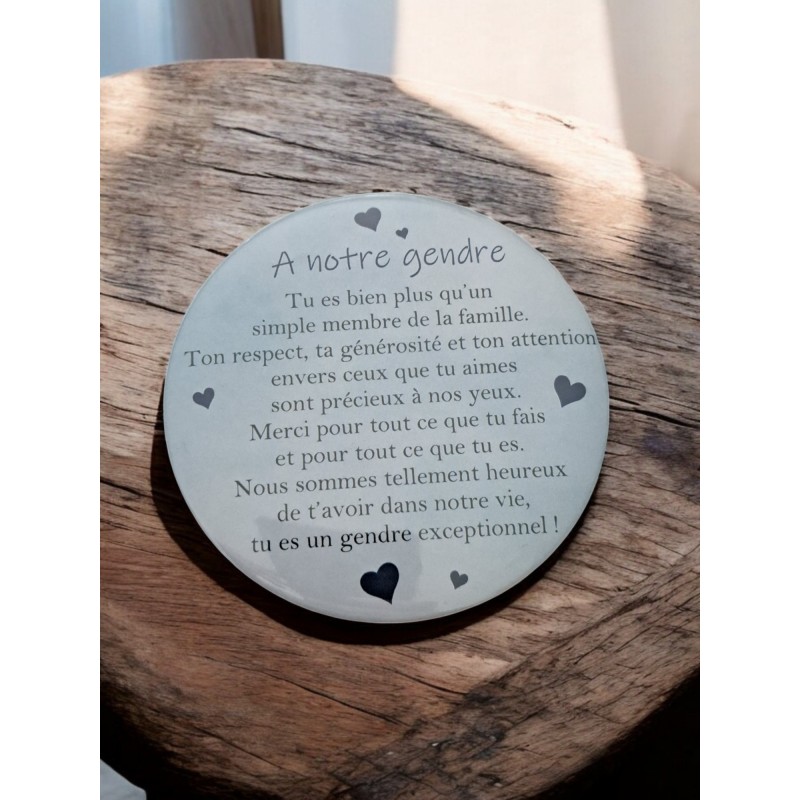 A notre gendre
Tu es bien plus qu'un
simple membre de la famille.
Ton respect, ta générosité et ton attention
envers ceux que tu aimes
sont précieux à nos yeux.
Merci pour tout ce que tu fais
et pour tout ce que tu es.
Nous sommes tellement heureux
de t'avoir dans notre vie,
tu es un gendre exceptionnel !